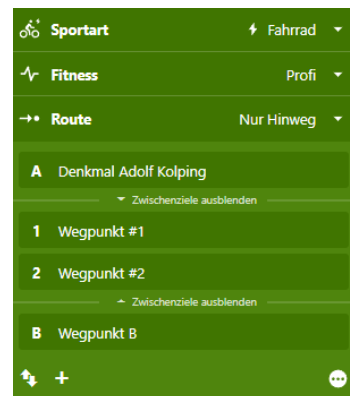 Sportart Fahrrad
Fitness Profi
Route Nur Hinweg
A Denkmal Adolf Kolping
Zwischenziele ausblenden
1 Wegpunkt #1
2 Wegpunkt #2
Zwischenziele ausblenden
B Wegpunkt B